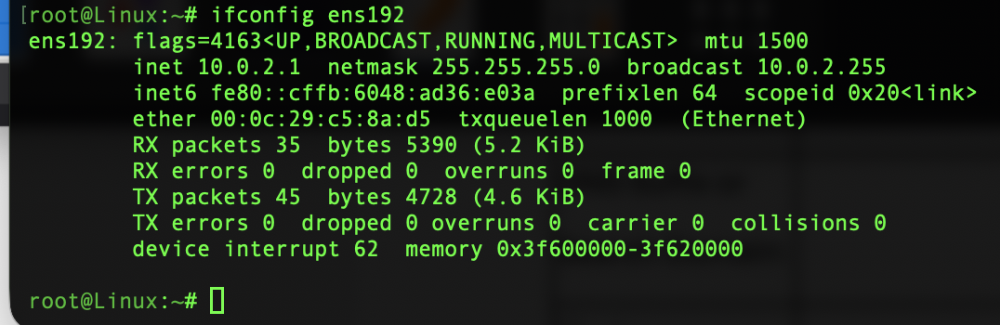 [root@Linux:~# ifconfig ens192
ens192: flags=4163<UP,BROADCAST,RUNNING,MULTICAST>  mtu 1500
        inet 10.0.2.1  netmask 255.255.255.0  broadcast 10.0.2.255
        inet6 fe80::cffb:6048:ad36:e03a  prefixlen 64  scopeid 0x20<link>
        ether 00:0c:29:c5:8a:d5  txqueuelen 1000  (Ethernet)
        RX packets 35  bytes 5390 (5.2 KiB)
        RX errors 0  dropped 0  overruns 0  frame 0
        TX packets 45  bytes 4728 (4.6 KiB)
        TX errors 0  dropped 0 overruns 0  carrier 0  collisions 0
        device interrupt 62  memory 0x3f600000-3f620000
root@Linux:~#